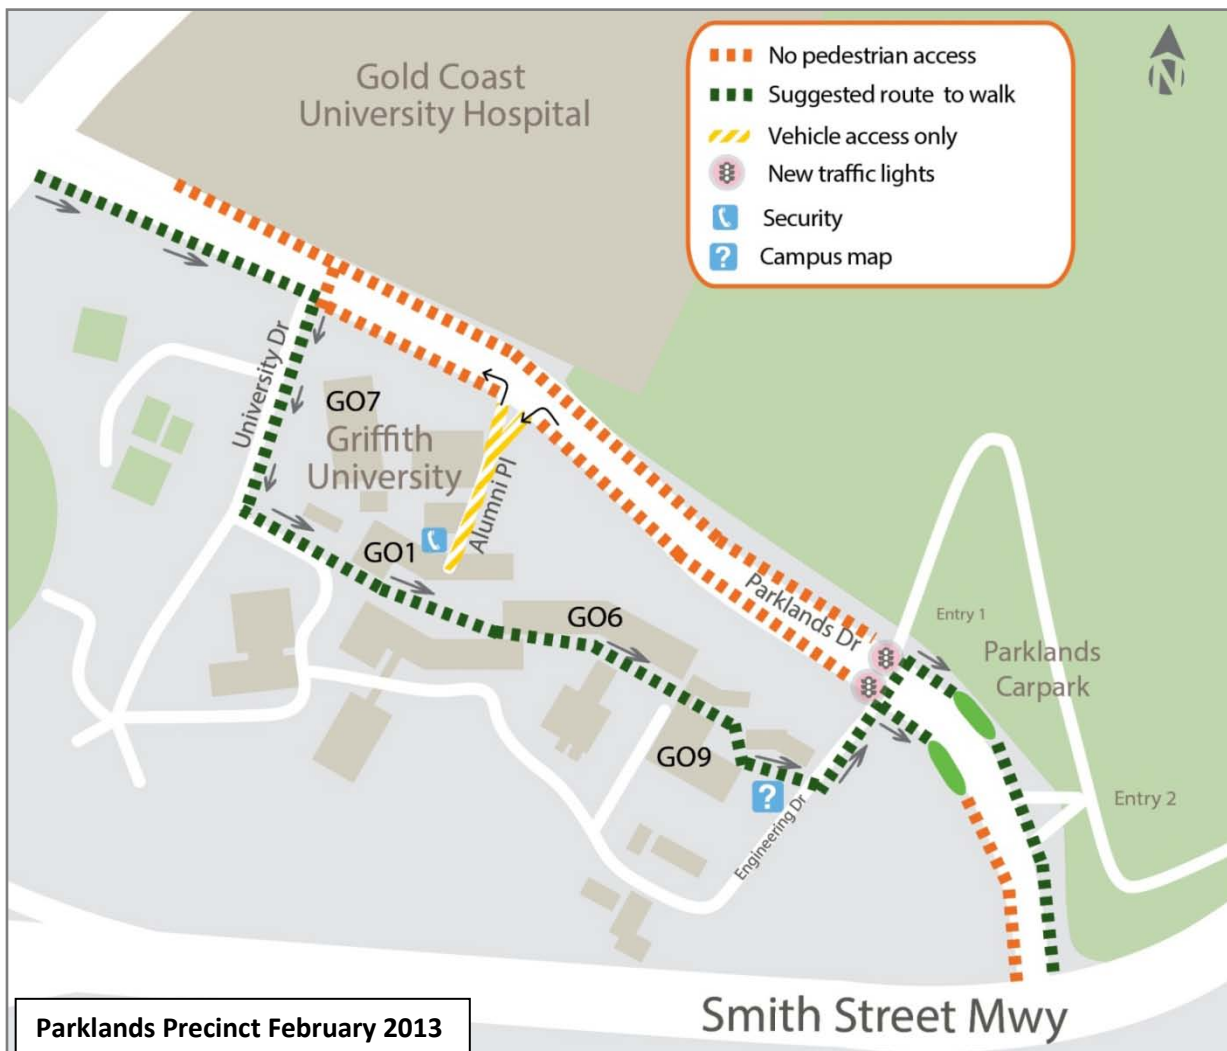 Gold Coast
University Hospital
No pedestrian access
Suggested route to walk
Vehicle access only
New traffic lights
Security
Campus map
N
University Dr
GO7
Griffith
University
Alumni Pl
GO1
GO6
Parklands Dr
Entry 1
Parklands
Carpark
GO9
Entry 2
Engineering Dr
Smith Street Mwy
Parklands Precinct February 2013